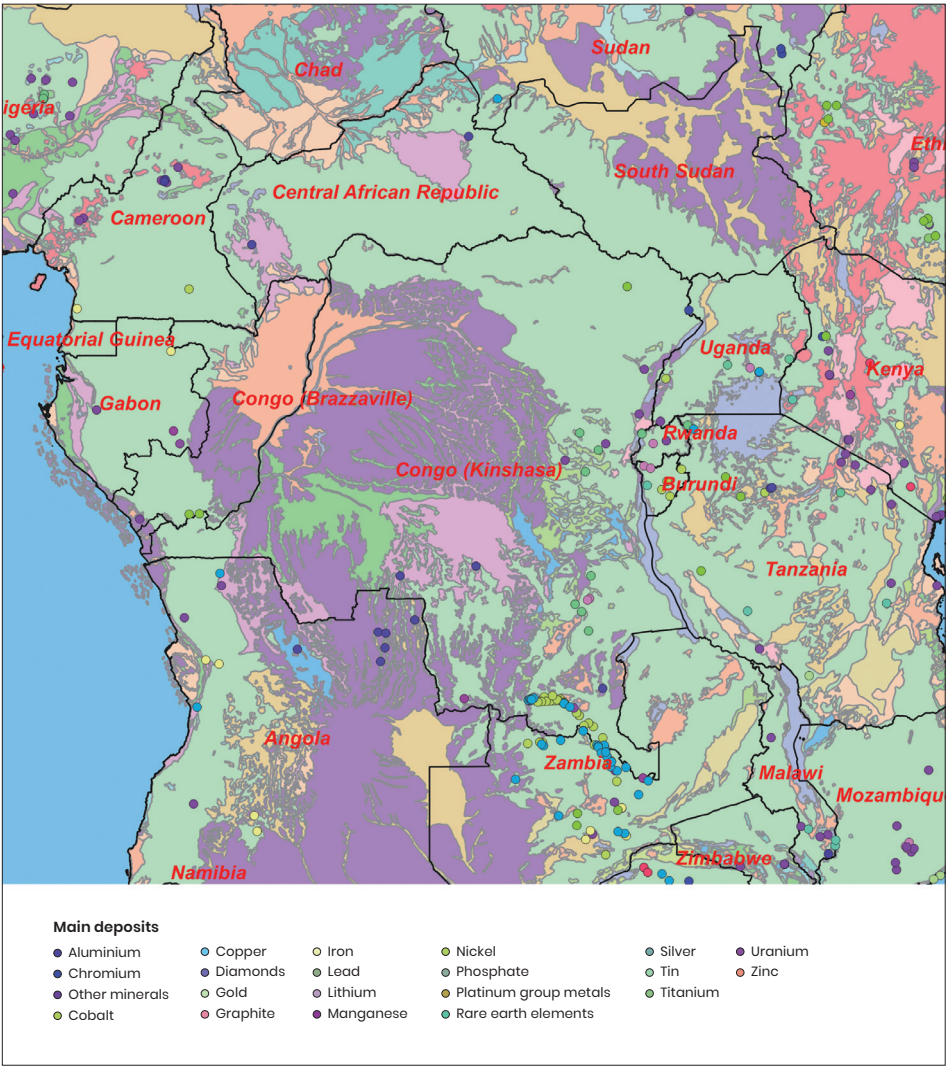 Chad
Sudan
igeria
Ethi
South Sudan
Central African Republic
Cameroon
Equatorial Guinea
Uganda
Kenya
Gabon
Congo (Brazzaville)
Rwanda
Congo (Kinshasa)
Burundi
Tanzania
Angola
Zambia
Malawi
Mozambiqu
Zimbabwe
Namibia
Main deposits
Aluminium
Chromium
Other minerals
Cobalt
Copper
Diamonds
Gold
Graphite
Iron
Lead
Lithium
Manganese
Nickel
Phosphate
Platinum group metals
Rare earth elements
Silver
Tin
Titanium
Uranium
Zinc